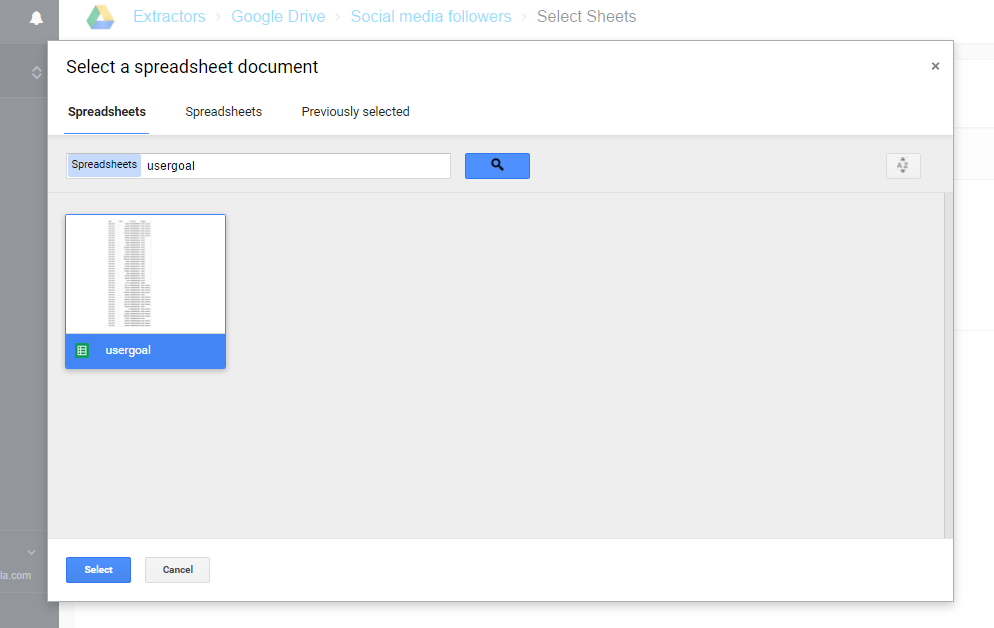 Extractors > Google Drive > Social media followers > Select Sheets
Select a spreadsheet document
×
Spreadsheets Spreadsheets Previously selected
Spreadsheets usergoal
AZ
usergoal
Select Cancel
la.com